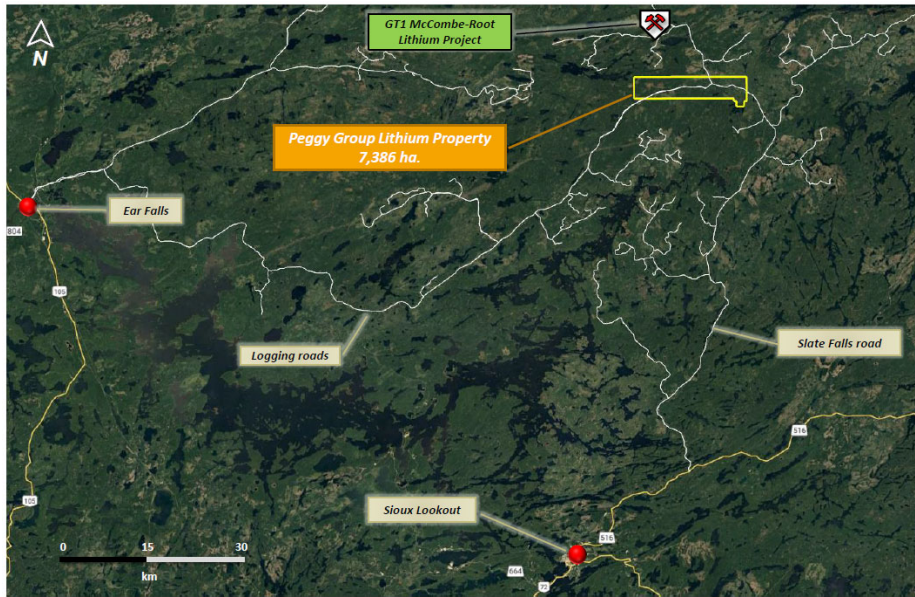 GT1 McCombe-Root
Lithium Project
N
Peggy Group Lithium Property
7,386 ha.
Ear Falls
804
105
Logging roads
Slate Falls road
516
Sioux Lookout
105
516
0 15 30
km
664
72